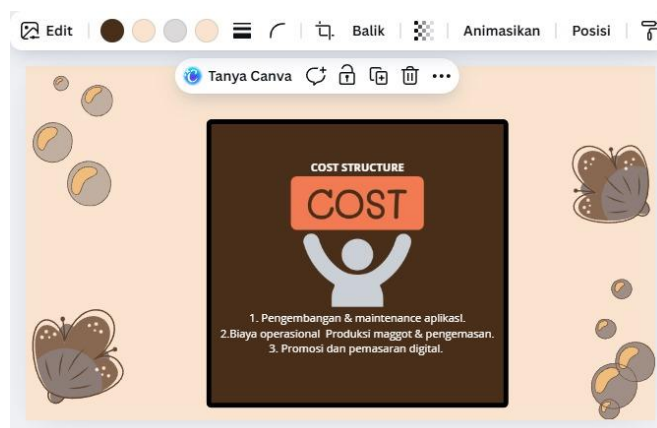 Edit
Balik
Animasikan
Posisi
Tanya Canva
COST STRUCTURE
COST
1. Pengembangan & maintenance aplikasI.
2.Biaya operasional Produksi maggot & pengemasan.
3. Promosi dan pemasaran digital.